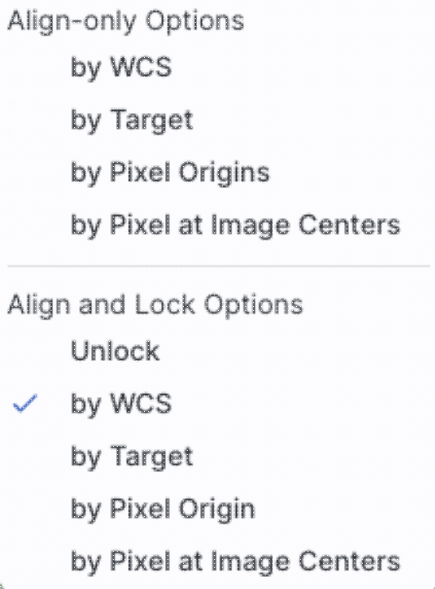 Align-only Options
by WCS
by Target
by Pixel Origins
by Pixel at Image Centers
Align and Lock Options
Unlock
by WCS
by Target
by Pixel Origin
by Pixel at Image Centers